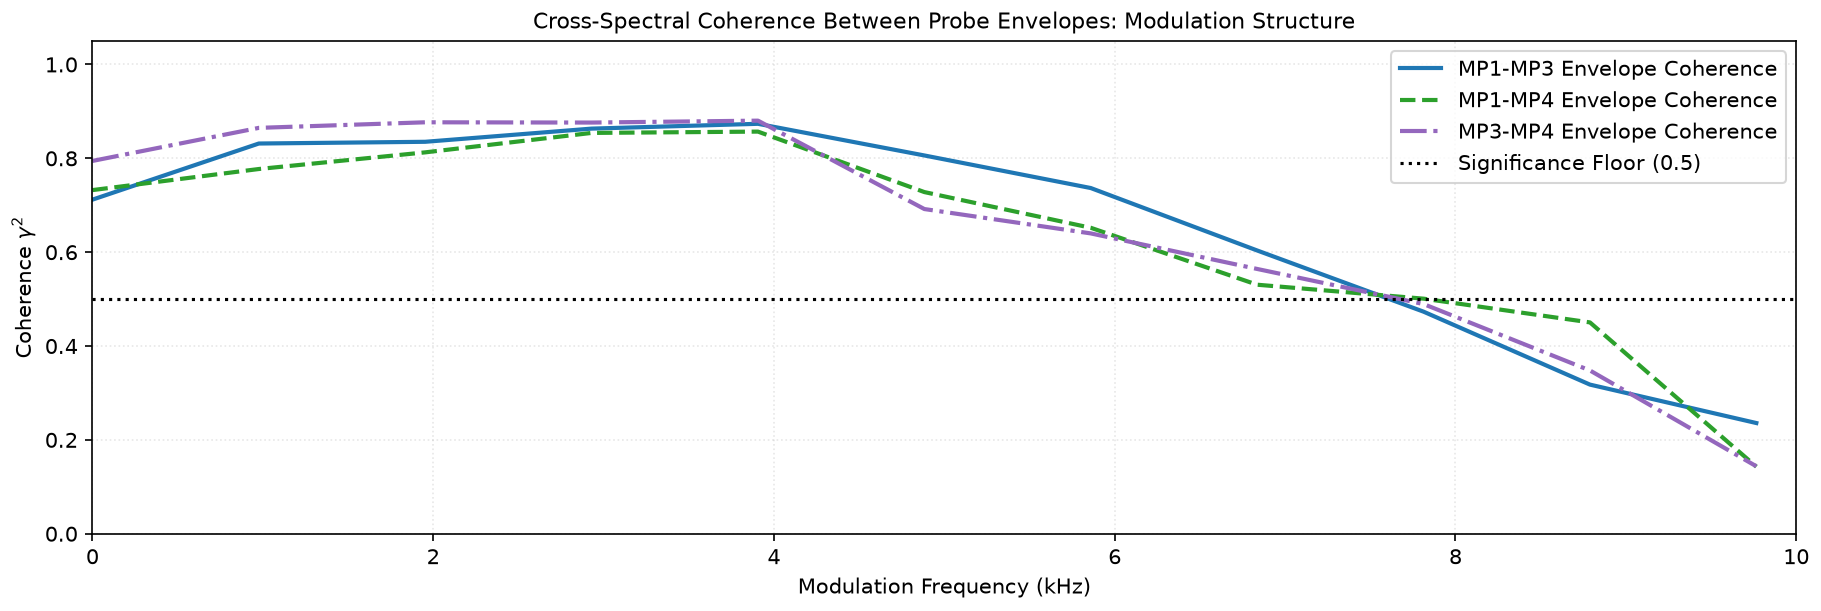 Cross-Spectral Coherence Between Probe Envelopes: Modulation Structure
MP1-MP3 Envelope Coherence
MP1-MP4 Envelope Coherence
MP3-MP4 Envelope Coherence
Significance Floor (0.5)
Coherence γ²
1.0
0.8
0.6
0.4
0.2
0.0
0 2 4 6 8 10
Modulation Frequency (kHz)